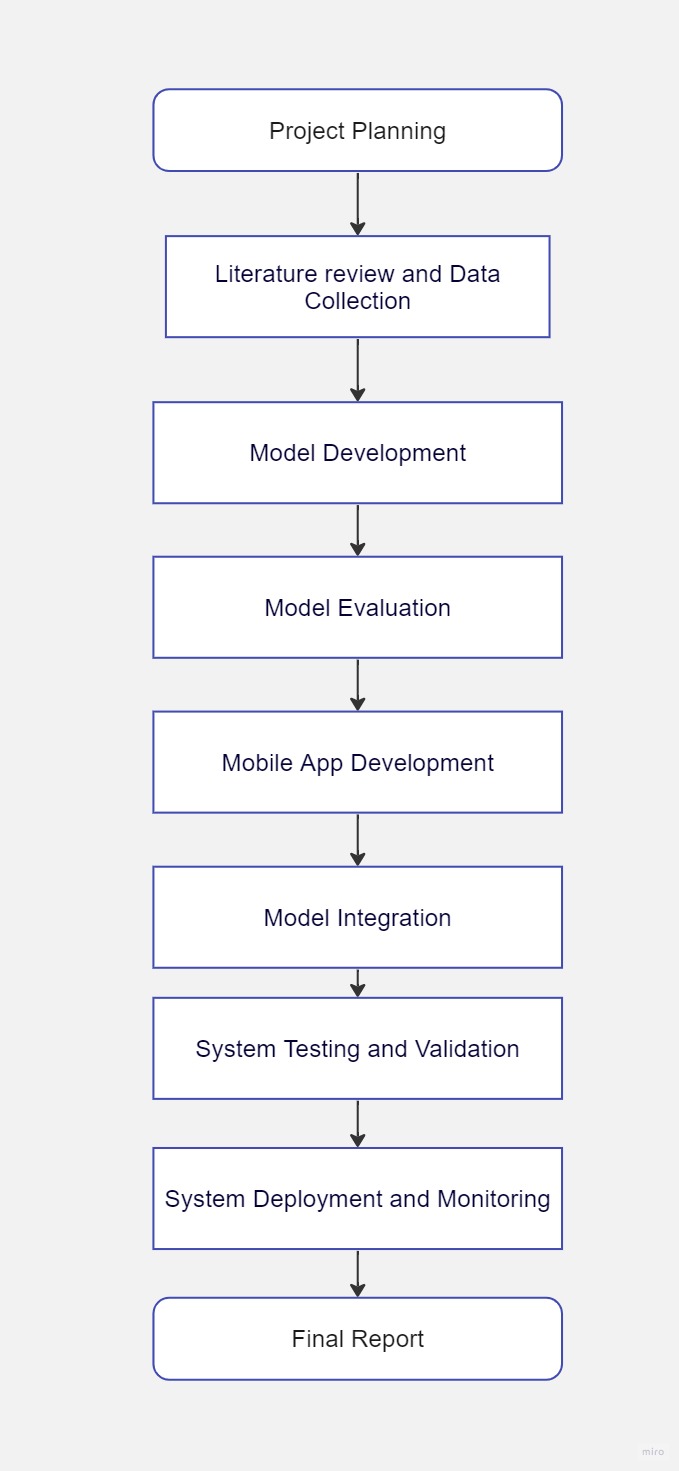 Project Planning
Literature review and Data
Collection
Model Development
Model Evaluation
Mobile App Development
Model Integration
System Testing and Validation
System Deployment and Monitoring
Final Report
miro